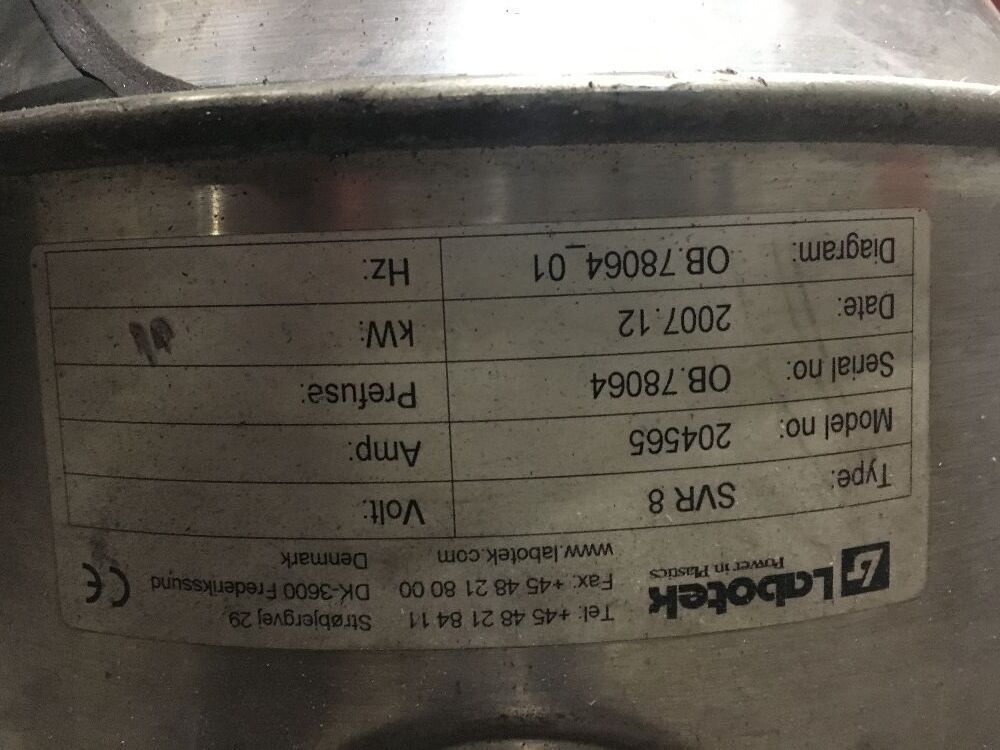 Labotek
Power in Plastics
Tel: +45 48 21 84 11
Fax: +45 48 21 80 00
www.labotek.com
Strøbjergvej 29
DK-3600 Frederikssund
Denmark
CE
Type: SVR 8 Volt:
Model no: 204565 Amp:
Serial no: OB.78064 Prefuse:
Date: 2007.12 kW:
Diagram: OB.78064_01 Hz: